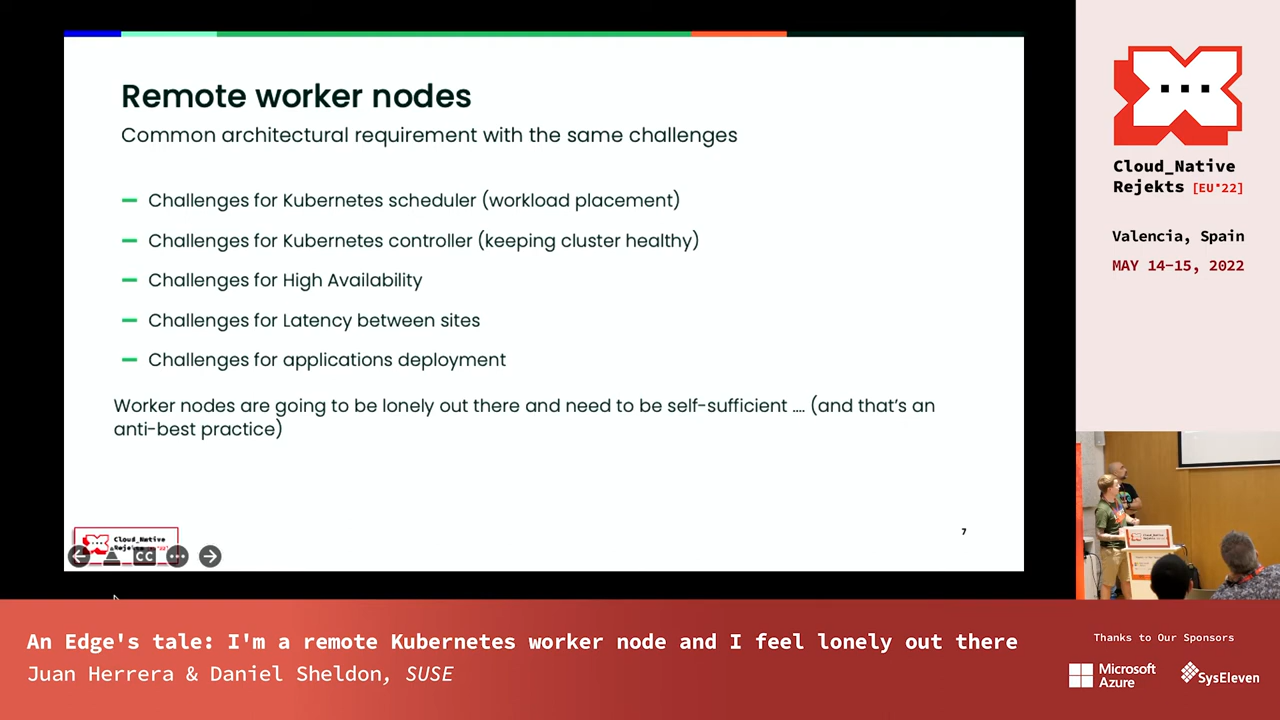 Remote worker nodes
Common architectural requirement with the same challenges
Challenges for Kubernetes scheduler (workload placement)
Challenges for Kubernetes controller (keeping cluster healthy)
Challenges for High Availability
Challenges for Latency between sites
Challenges for applications deployment
Worker nodes are going to be lonely out there and need to be self-sufficient .... (and that's an
anti-best practice)
7
Cloud_Native
Rejekts
CC
Cloud_Native
Rejekts [EU*22]
Valencia, Spain
MAY 14-15, 2022
An Edge's tale: I'm a remote Kubernetes worker node and I feel lonely out there
Juan Herrera & Daniel Sheldon, SUSE
Thanks to Our Sponsors
Microsoft
Azure
SysEleven